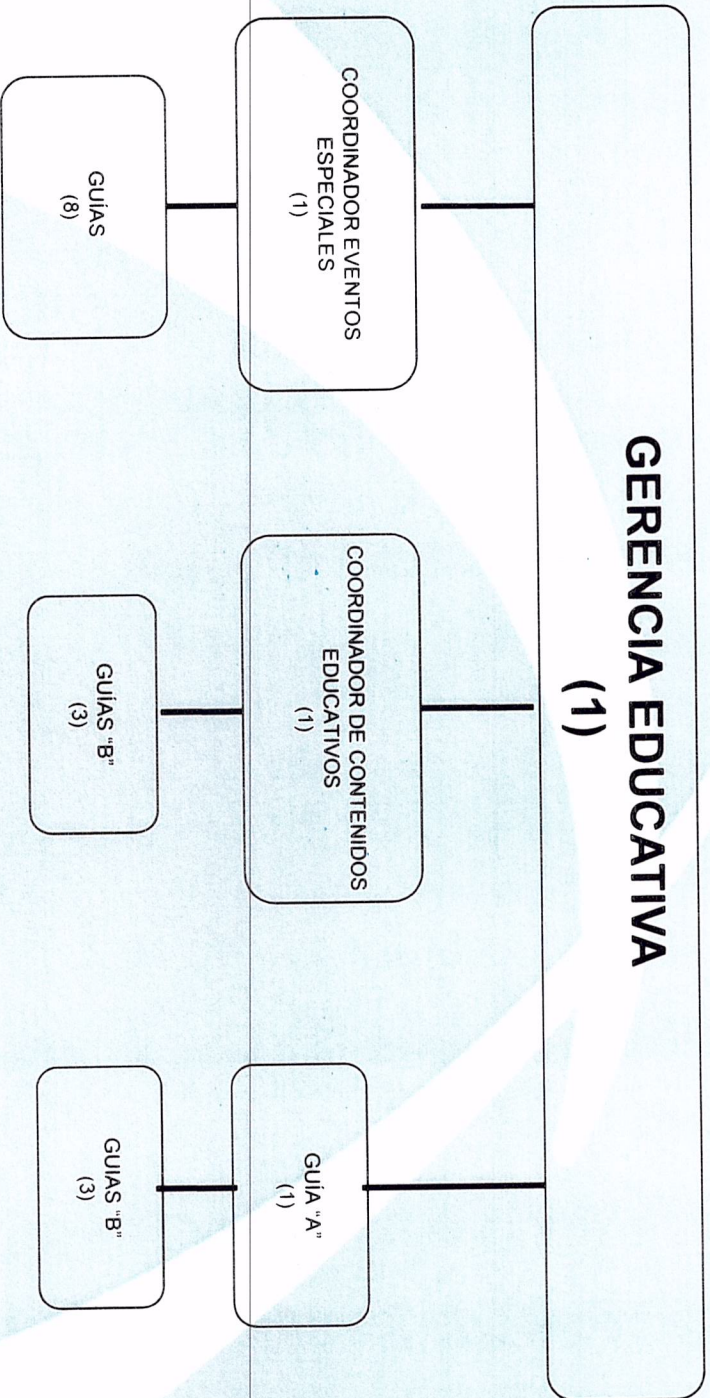 GERENCIA EDUCATIVA
(1)
COORDINADOR EVENTOS
ESPECIALES
(1)
COORDINADOR DE CONTENIDOS
EDUCATIVOS
(1)
GUÍA "A"
(1)
GUÍAS
(8)
GUÍAS "B"
(3)
GUIAS "B"
(3)